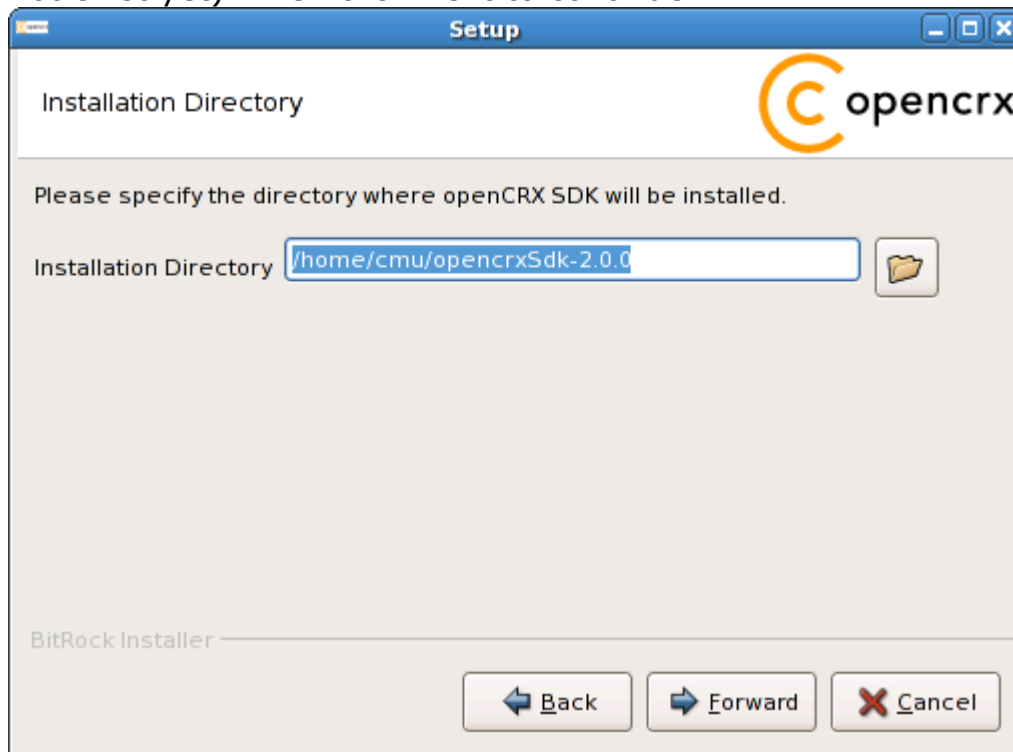 Setup
Installation Directory
opencrx
Please specify the directory where openCRX SDK will be installed.
Installation Directory /home/cmu/opencrxSdk-2.0.0
BitRock Installer
Back Forward Cancel